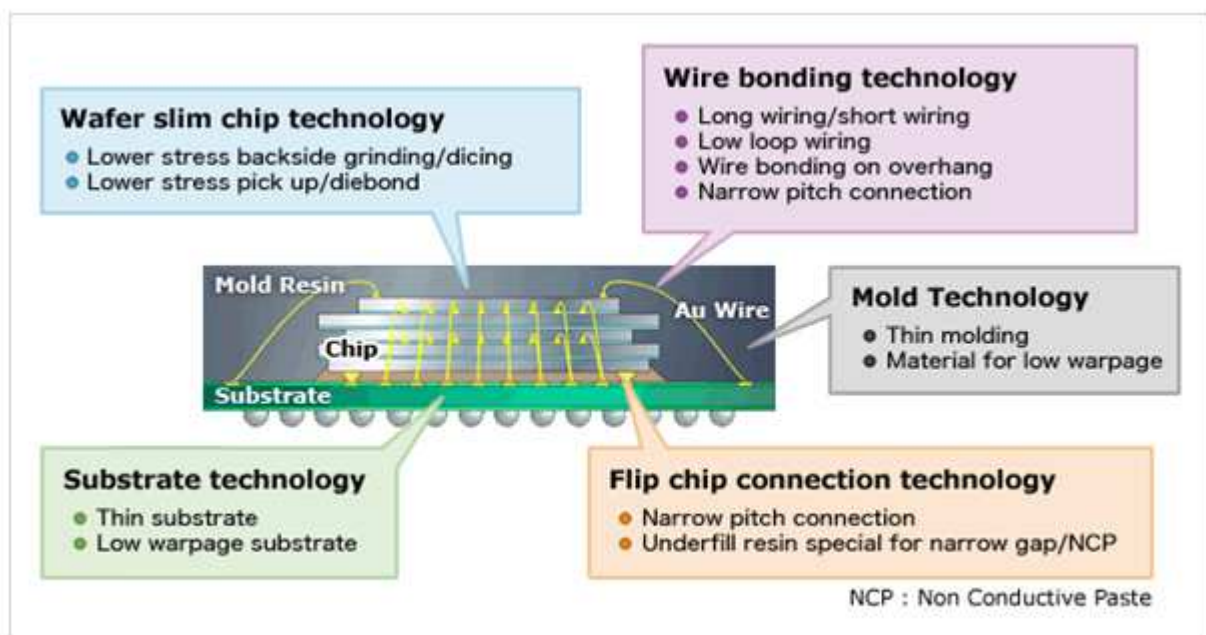 Wafer slim chip technology
Lower stress backside grinding/dicing
Lower stress pick up/diebond
Wire bonding technology
Long wiring/short wiring
Low loop wiring
Wire bonding on overhang
Narrow pitch connection
Mold Resin
Au Wire
Chip
Substrate
Mold Technology
Thin molding
Material for low warpage
Substrate technology
Thin substrate
Low warpage substrate
Flip chip connection technology
Narrow pitch connection
Underfill resin special for narrow gap/NCP
NCP : Non Conductive Paste